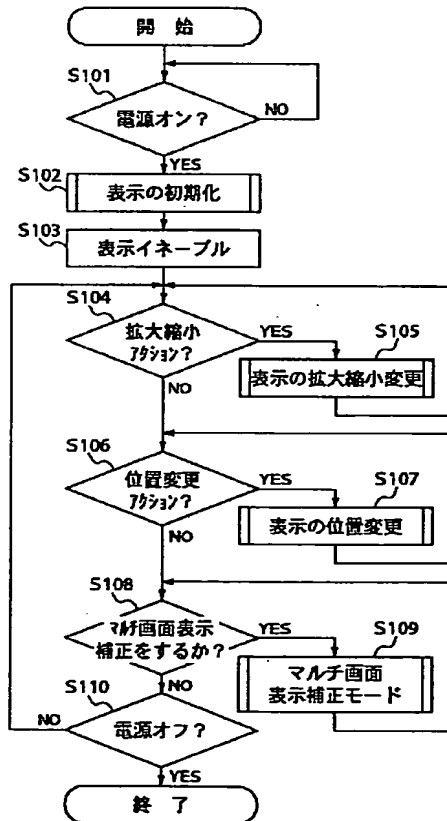 開 始
S101
電源オン？
NO
YES
S102
表示の初期化
S103
表示イネーブル
S104
拡大縮小
ｱｸｼｮﾝ？
YES
NO
S105
表示の拡大縮小変更
S106
位置変更
ｱｸｼｮﾝ？
YES
NO
S107
表示の位置変更
S108
ﾏﾙﾁ画面表示
補正をするか？
YES
NO
S109
マルチ画面
表示補正モード
S110
電源オフ？
NO
YES
終 了